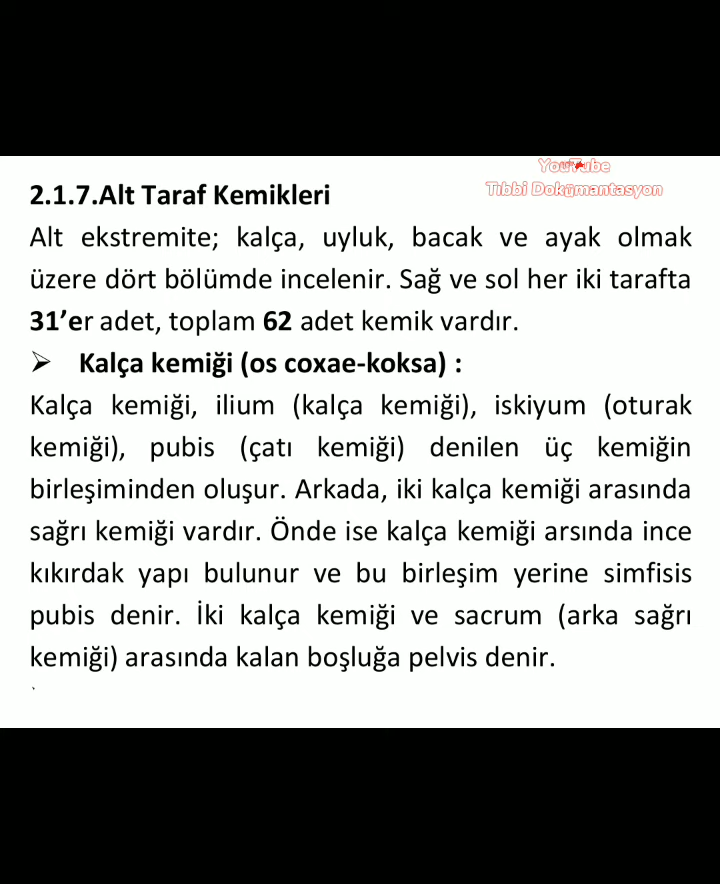 YouTube
Tıbbi Dokümantasyon
2.1.7.Alt Taraf Kemikleri
Alt ekstremite; kalça, uyluk, bacak ve ayak olmak
üzere dört bölümde incelenir. Sağ ve sol her iki tarafta
31’er adet, toplam 62 adet kemik vardır.
➢ Kalça kemiği (os coxae-koksa) :
Kalça kemiği, ilium (kalça kemiği), iskiyum (oturak
kemiği), pubis (çatı kemiği) denilen üç kemiğin
birleşiminden oluşur. Arkada, iki kalça kemiği arasında
sağrı kemiği vardır. Önde ise kalça kemiği arsında ince
kıkırdak yapı bulunur ve bu birleşim yerine simfisis
pubis denir. İki kalça kemiği ve sacrum (arka sağrı
kemiği) arasında kalan boşluğa pelvis denir.